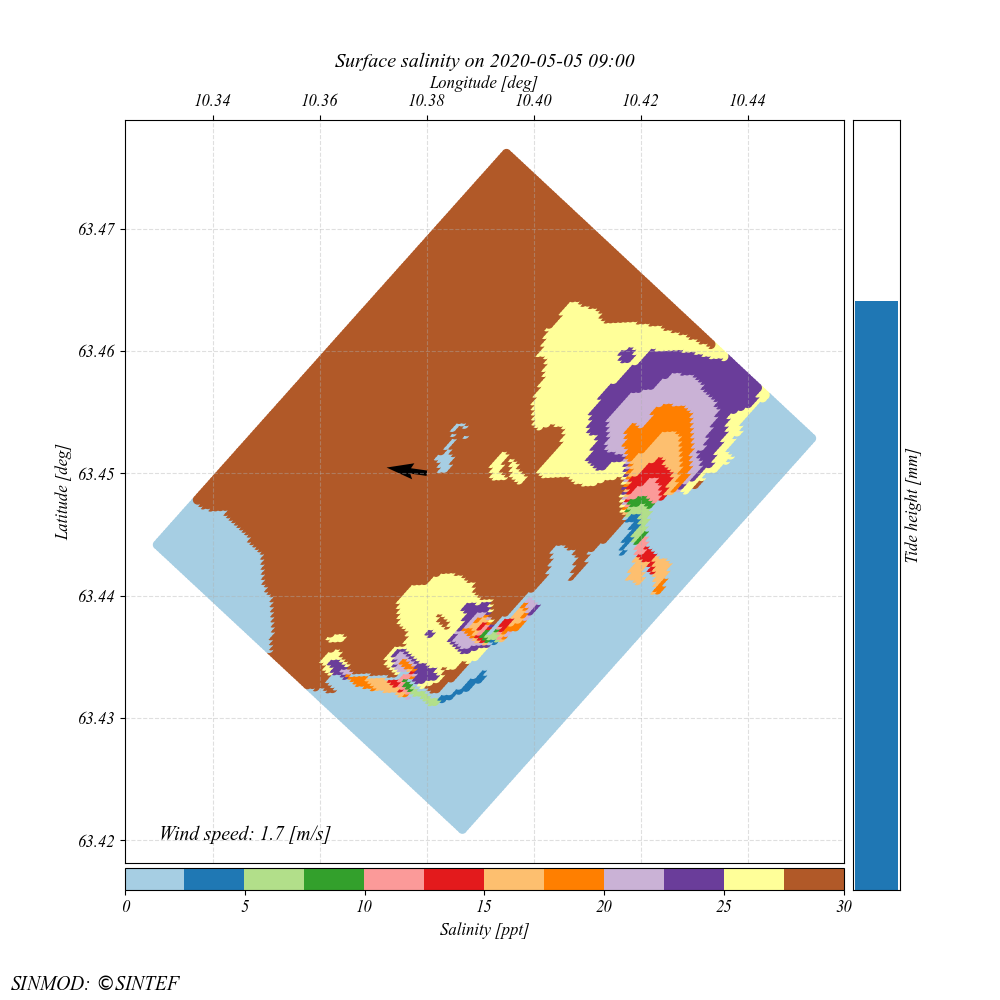 Surface salinity on 2020-05-05 09:00
Longitude [deg]
10.34 10.36 10.38 10.40 10.42 10.44
63.47
63.46
63.45
63.44
63.43
63.42
Latitude [deg]
Tide height [mm]
Wind speed: 1.7 [m/s]
0 5 10 15 20 25 30
Salinity [ppt]
SINMOD: ©SINTEF